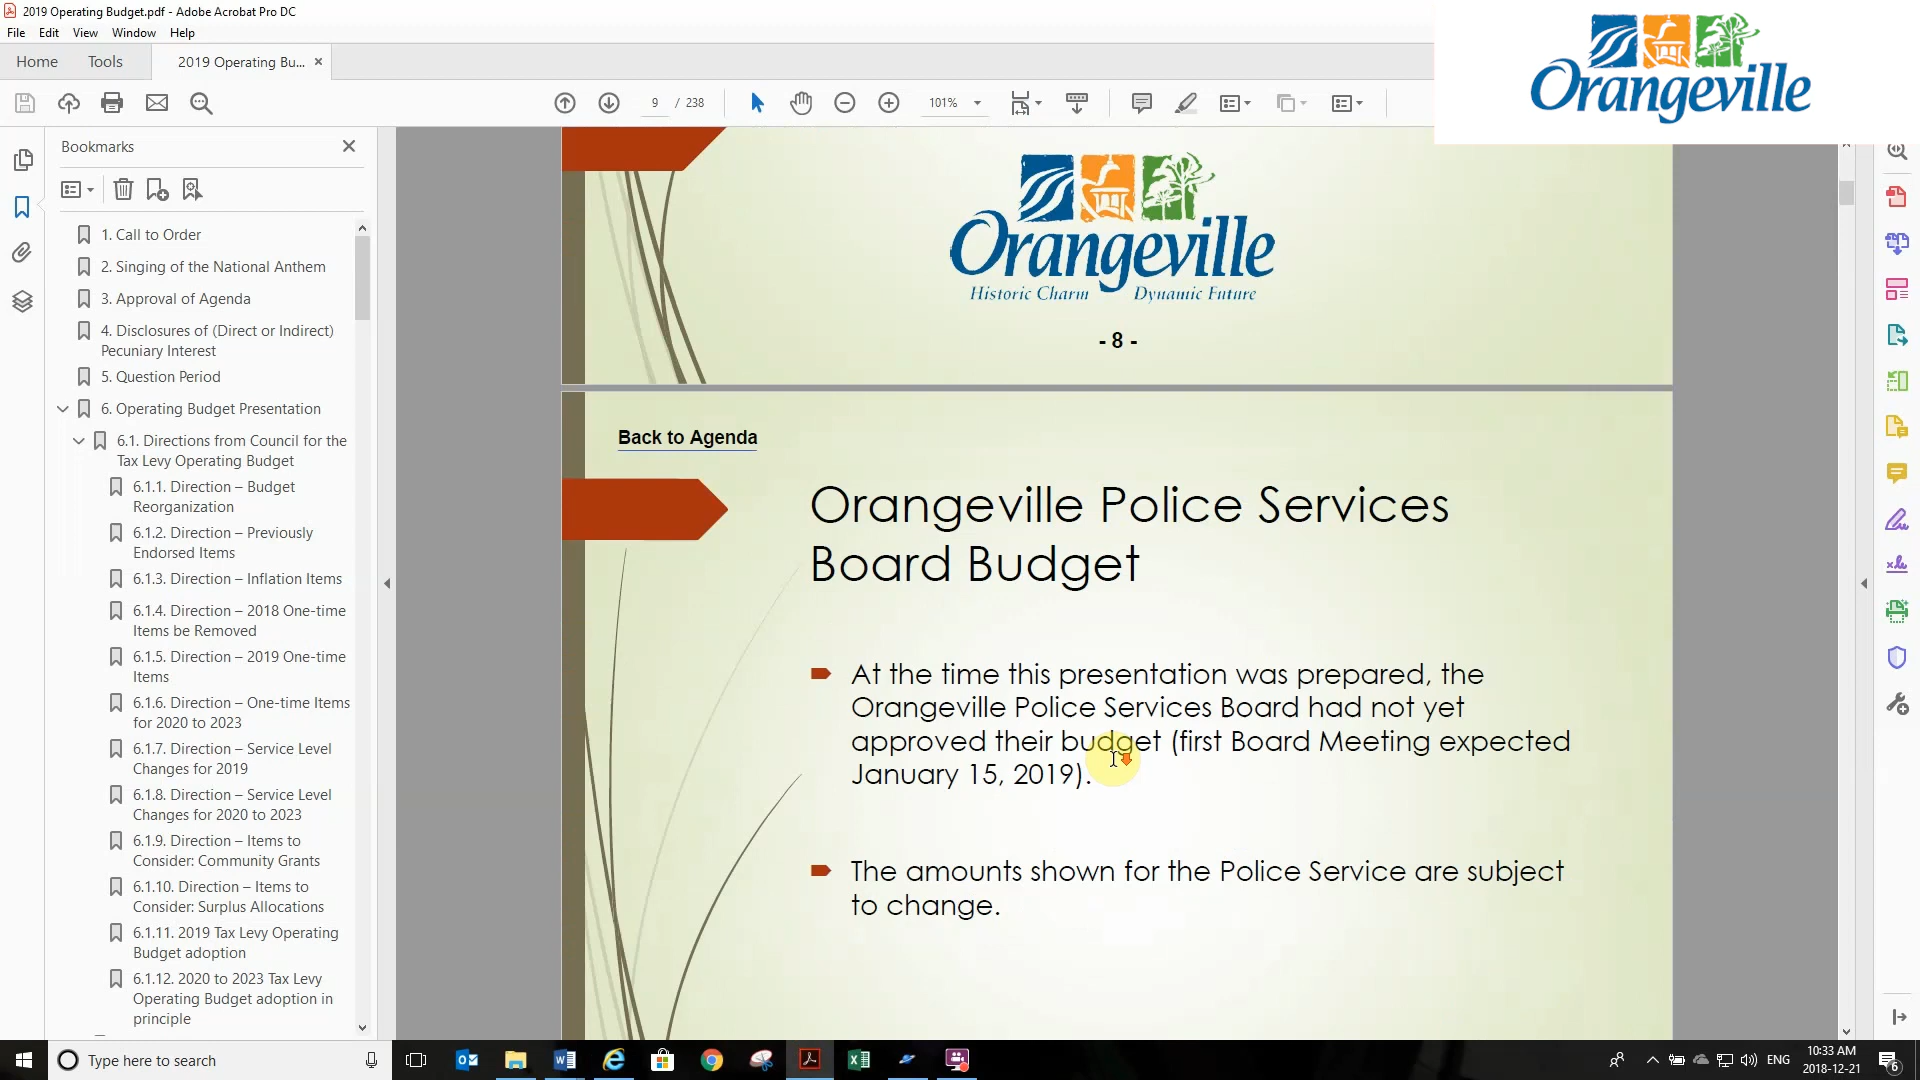 2019 Operating Budget.pdf - Adobe Acrobat Pro DC
File Edit View Window Help
Home Tools 2019 Operating Bu... ×
9 / 238 101%
Orangeville
Bookmarks
1. Call to Order
2. Singing of the National Anthem
3. Approval of Agenda
4. Disclosures of (Direct or Indirect)
Pecuniary Interest
5. Question Period
6. Operating Budget Presentation
6.1. Directions from Council for the
Tax Levy Operating Budget
6.1.1. Direction – Budget
Reorganization
6.1.2. Direction – Previously
Endorsed Items
6.1.3. Direction – Inflation Items
6.1.4. Direction – 2018 One-time
Items be Removed
6.1.5. Direction – 2019 One-time
Items
6.1.6. Direction – One-time Items
for 2020 to 2023
6.1.7. Direction – Service Level
Changes for 2019
6.1.8. Direction – Service Level
Changes for 2020 to 2023
6.1.9. Direction – Items to
Consider: Community Grants
6.1.10. Direction – Items to
Consider: Surplus Allocations
6.1.11. 2019 Tax Levy Operating
Budget adoption
6.1.12. 2020 to 2023 Tax Levy
Operating Budget adoption in
principle
Orangeville
Historic Charm Dynamic Future
- 8 -
Back to Agenda
Orangeville Police Services
Board Budget
At the time this presentation was prepared, the
Orangeville Police Services Board had not yet
approved their budget (first Board Meeting expected
January 15, 2019).
The amounts shown for the Police Service are subject
to change.
Type here to search
ENG
10:33 AM
2018-12-21
6